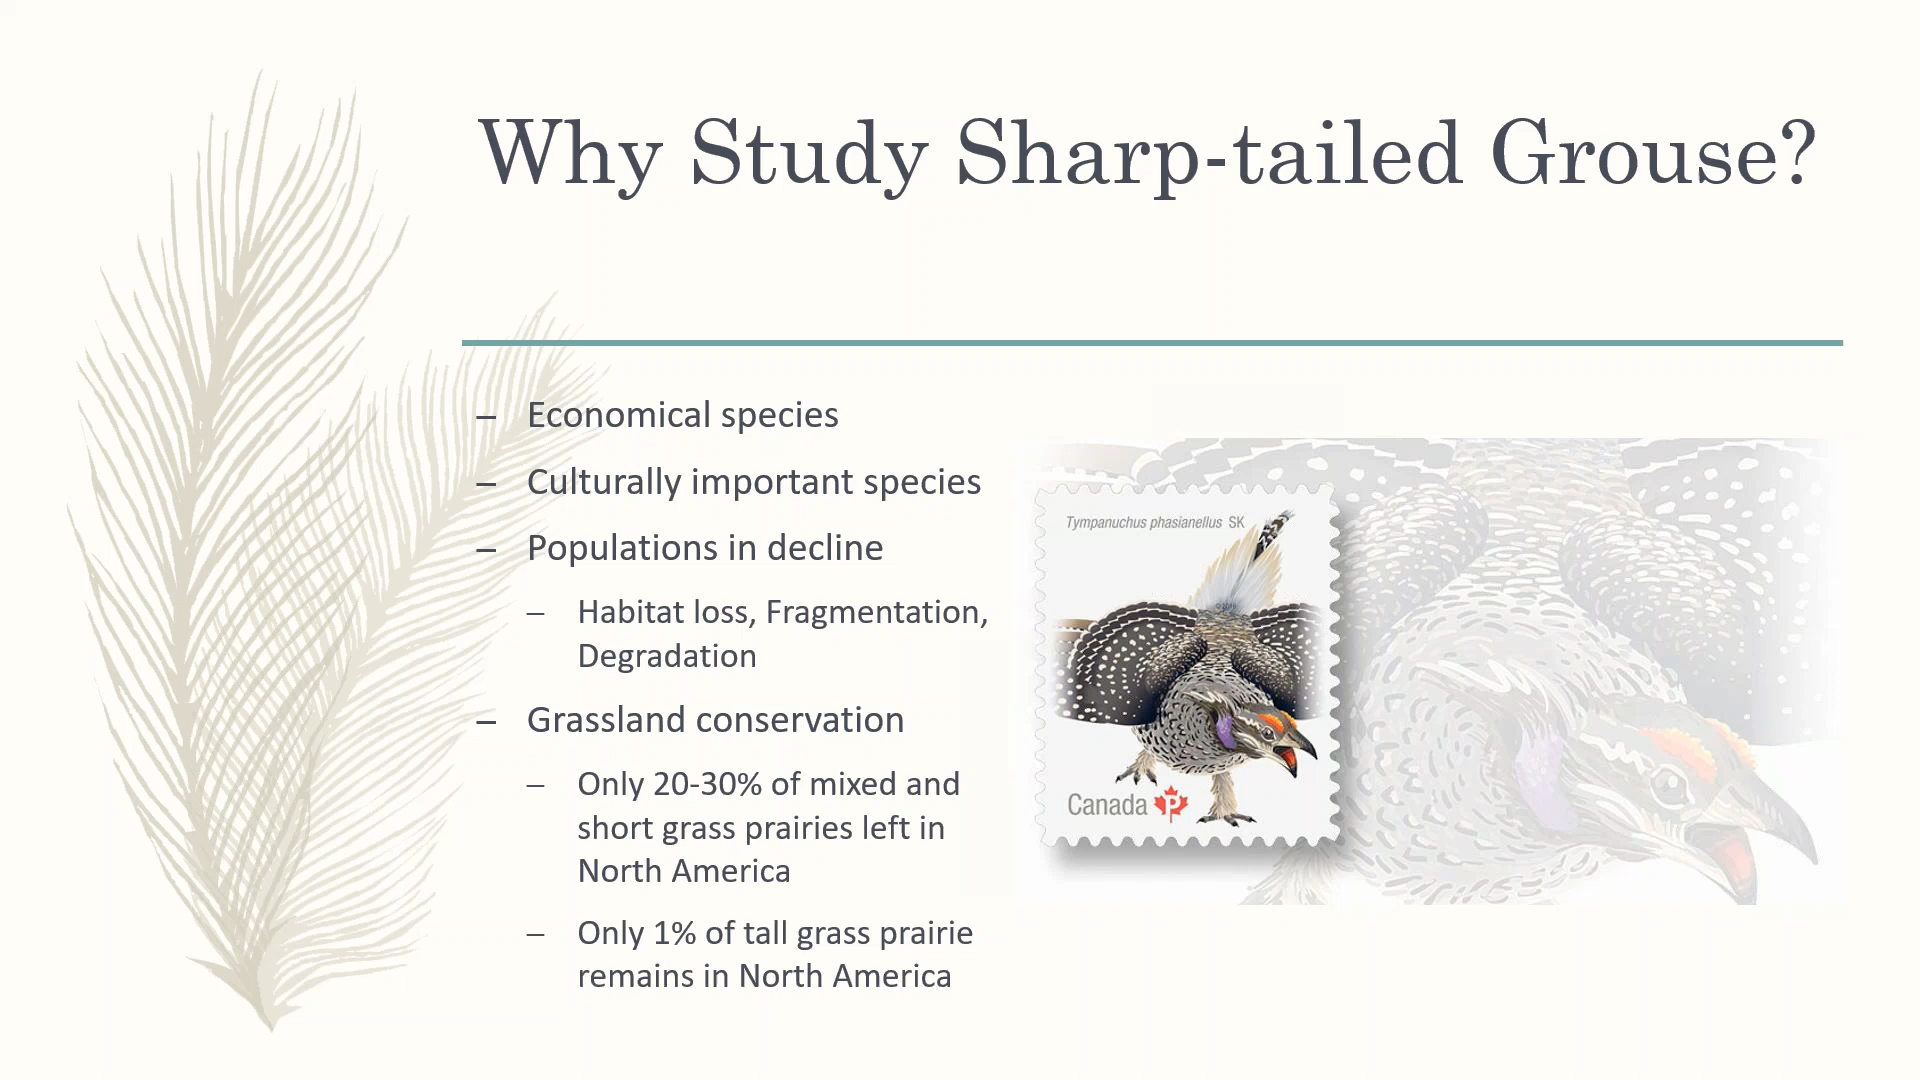 Why Study Sharp-tailed Grouse?
– Economical species
– Culturally important species
– Populations in decline
– Habitat loss, Fragmentation,
Degradation
– Grassland conservation
– Only 20-30% of mixed and
short grass prairies left in
North America
– Only 1% of tall grass prairie
remains in North America
Tympanuchus phasianellus SK
Canada P